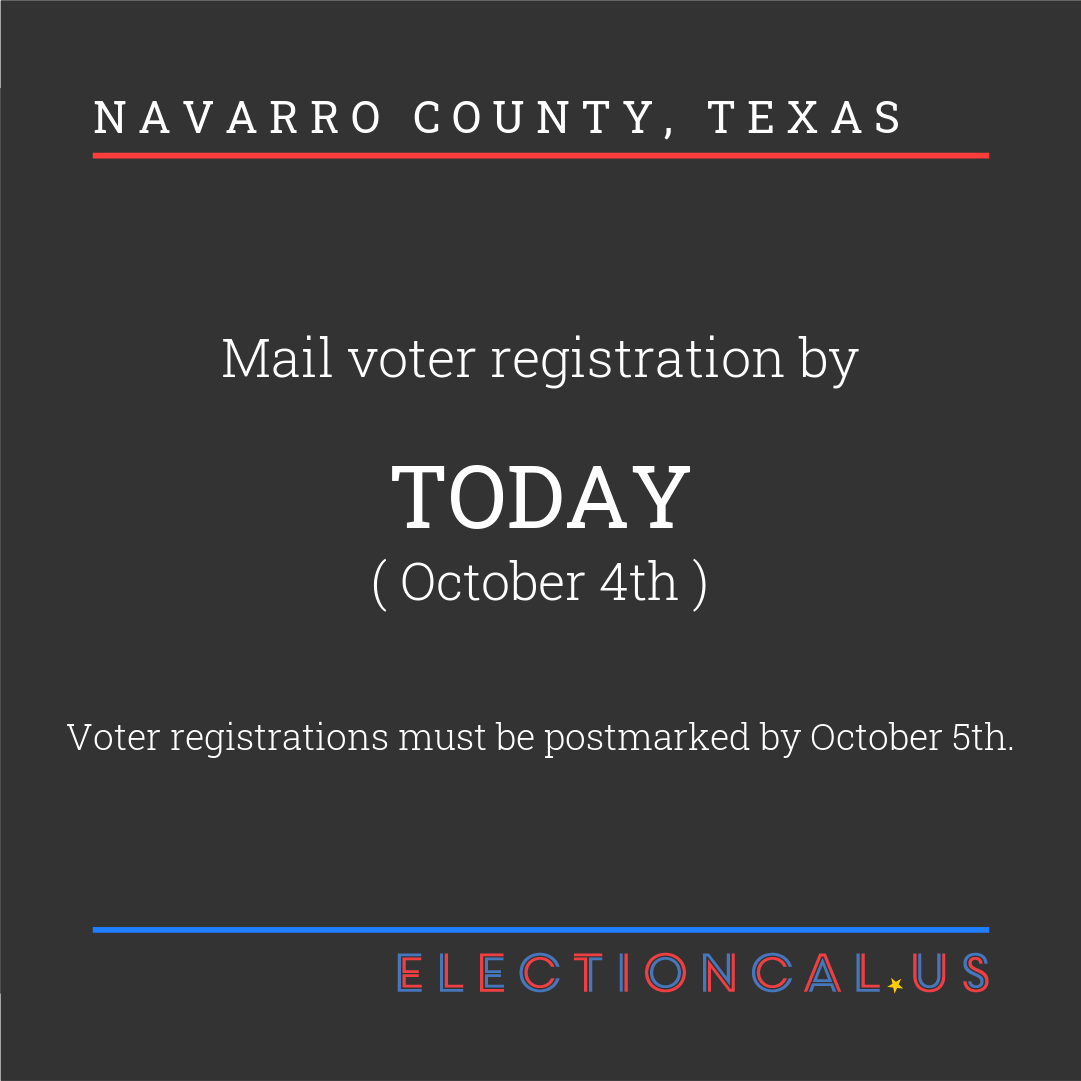 NAVARRO COUNTY, TEXAS
Mail voter registration by
TODAY
( October 4th )
Voter registrations must be postmarked by October 5th.
ELECTIONCAL.US